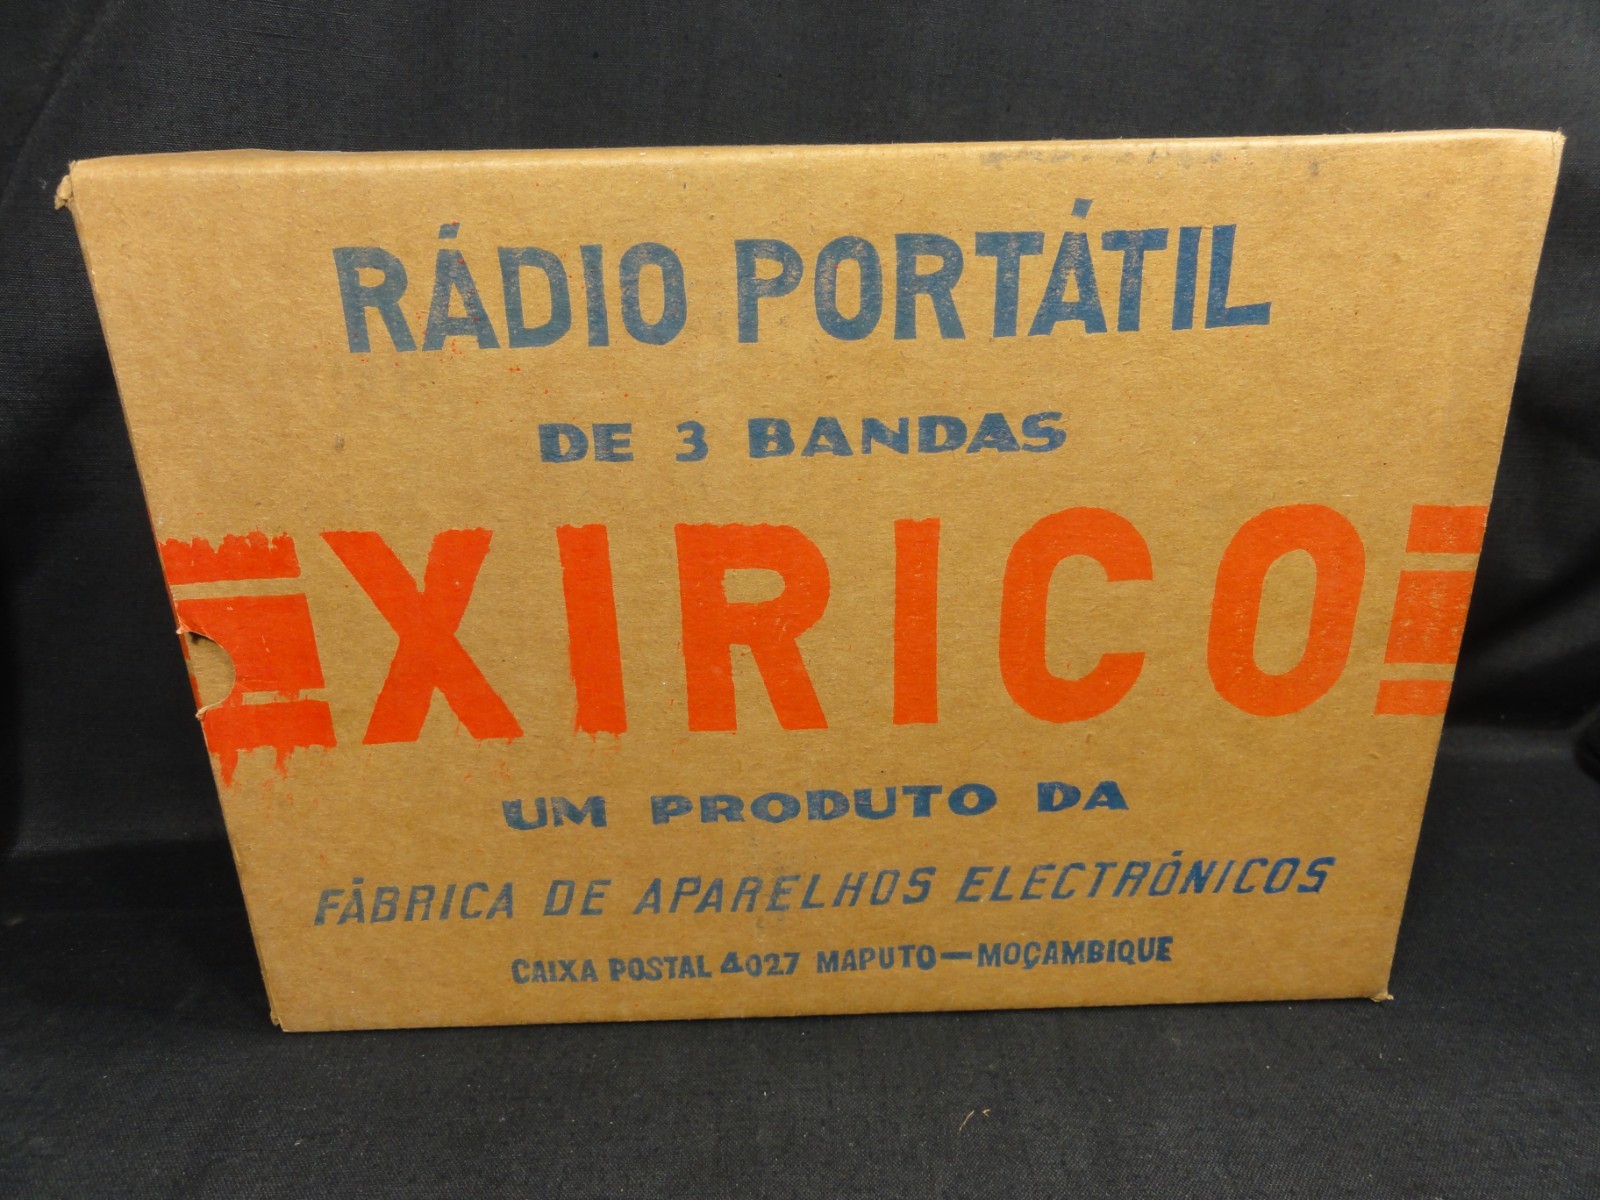 RÁDIO PORTÁTIL
DE 3 BANDAS
XIRICO
UM PRODUTO DA
FÁBRICA DE APARELHOS ELECTRÓNICOS
CAIXA POSTAL 4027 MAPUTO—MOÇAMBIQUE